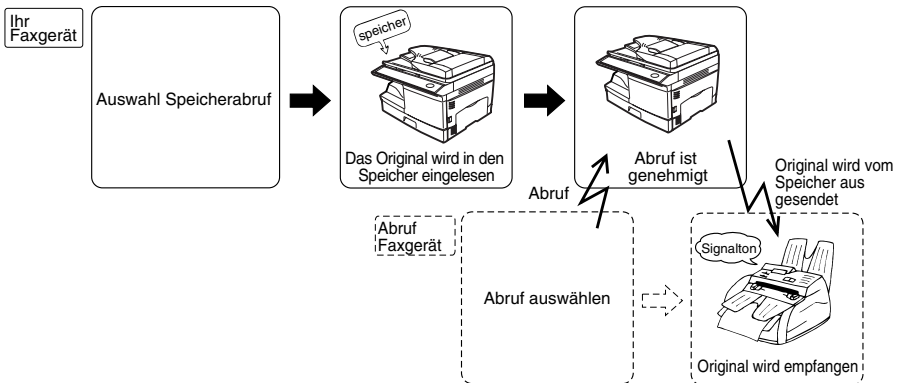 Ihr
Faxgerät
Auswahl Speicherabruf
speicher
Das Original wird in den
Speicher eingelesen
Abruf ist
genehmigt
Abruf
Original wird vom
Speicher aus
gesendet
Abruf
Faxgerät
Abruf auswählen
Signalton
Original wird empfangen